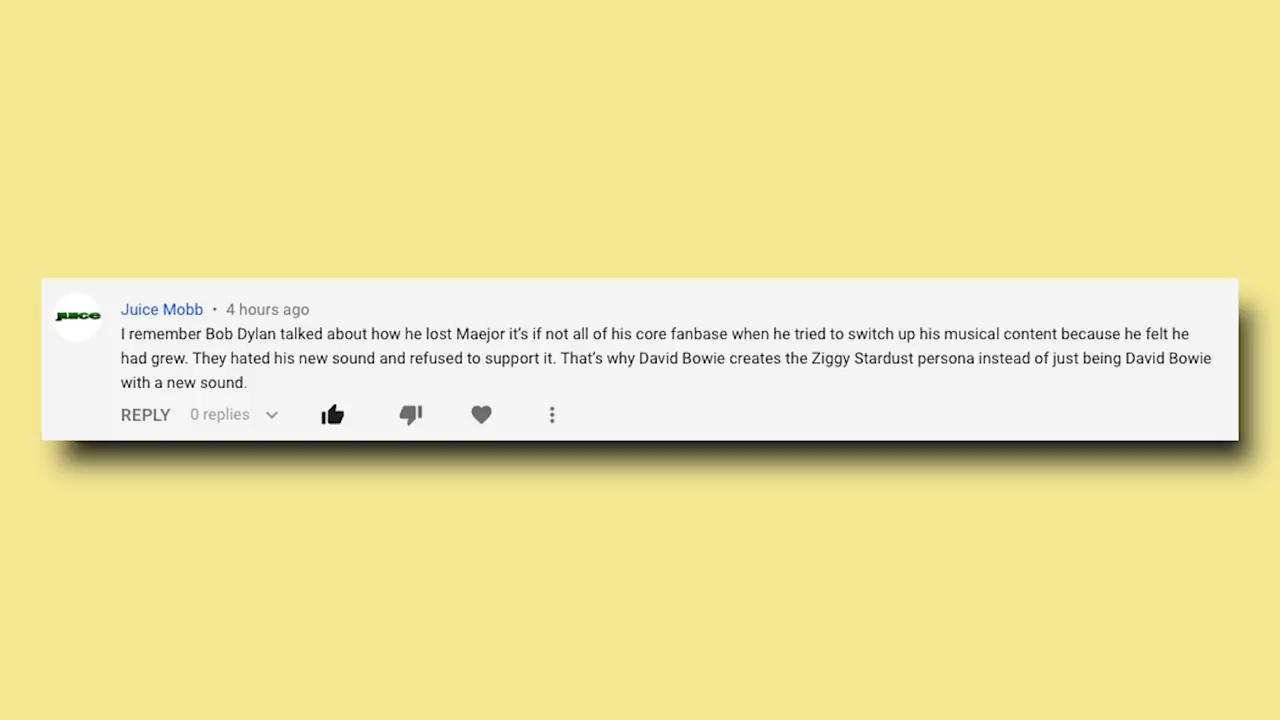 juice
Juice Mobb · 4 hours ago
I remember Bob Dylan talked about how he lost Maejor it's if not all of his core fanbase when he tried to switch up his musical content because he felt he
had grew. They hated his new sound and refused to support it. That's why David Bowie creates the Ziggy Stardust persona instead of just being David Bowie
with a new sound.
REPLY 0 replies